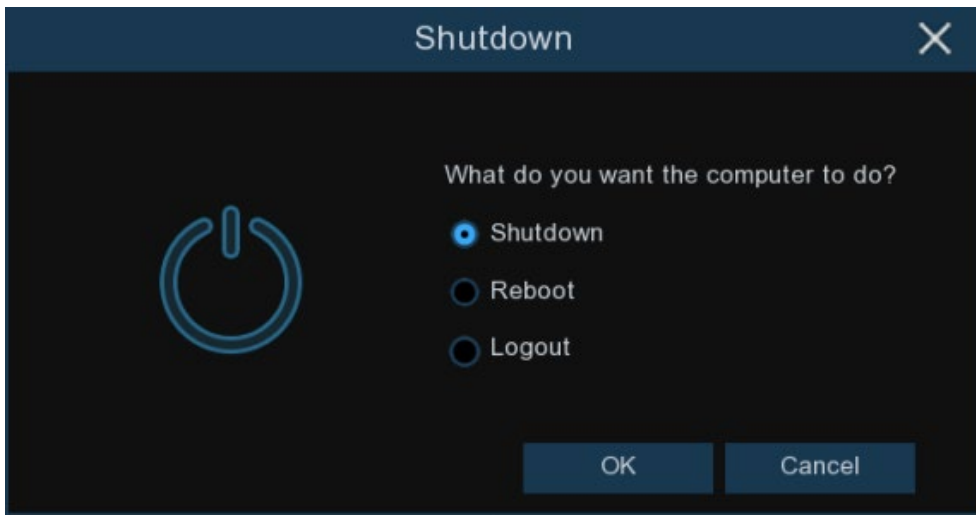 Shutdown
What do you want the computer to do?
Shutdown
Reboot
Logout
OK
Cancel